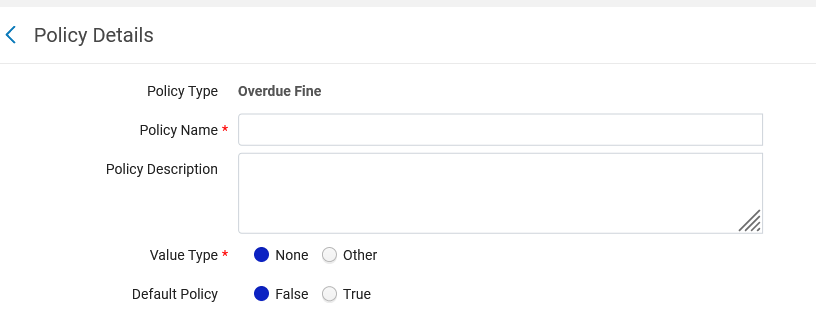 Policy Details
Policy Type Overdue Fine
Policy Name *
Policy Description
Value Type * None Other
Default Policy False True